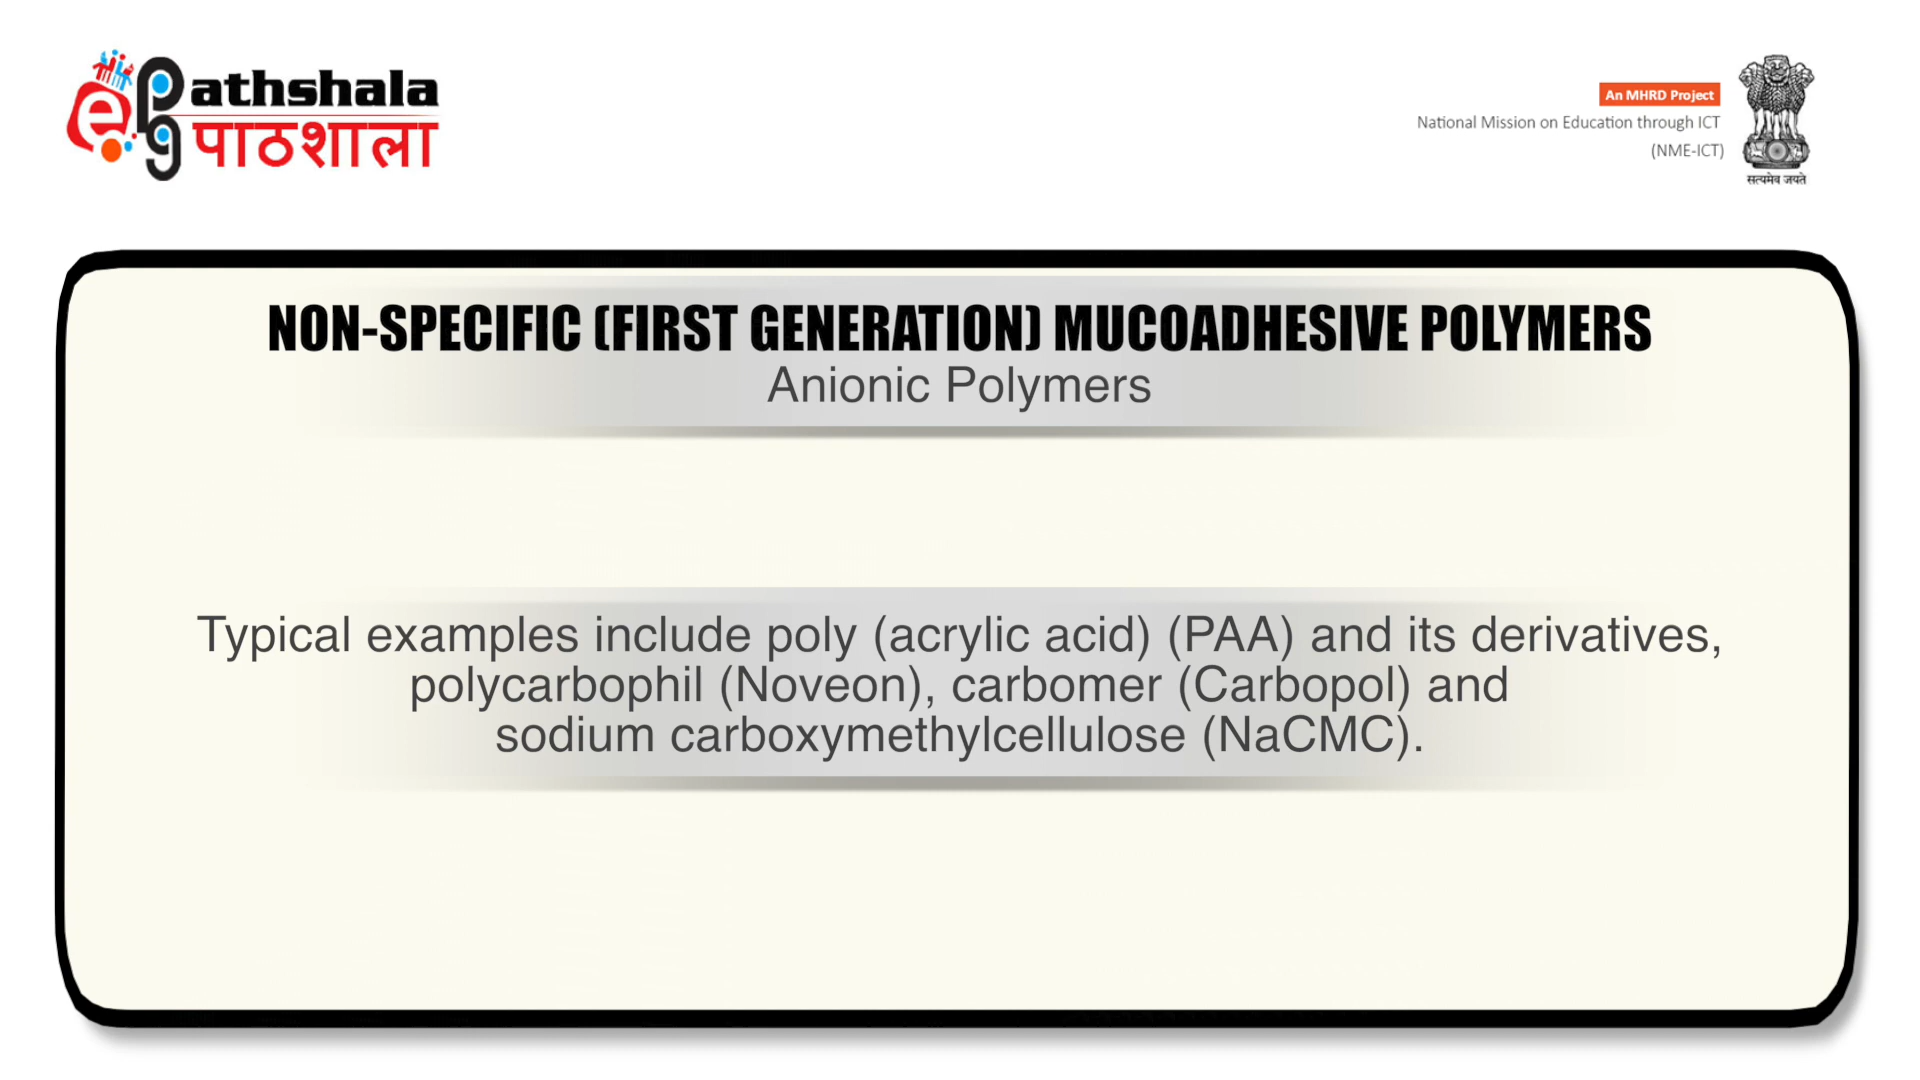 e pg Pathshala
पाठशाला
An MHRD Project
National Mission on Education through ICT
(NME-ICT)
सत्यमेव जयते
NON-SPECIFIC (FIRST GENERATION) MUCOADHESIVE POLYMERS
Anionic Polymers
Typical examples include poly (acrylic acid) (PAA) and its derivatives,
polycarbophil (Noveon), carbomer (Carbopol) and
sodium carboxymethylcellulose (NaCMC).